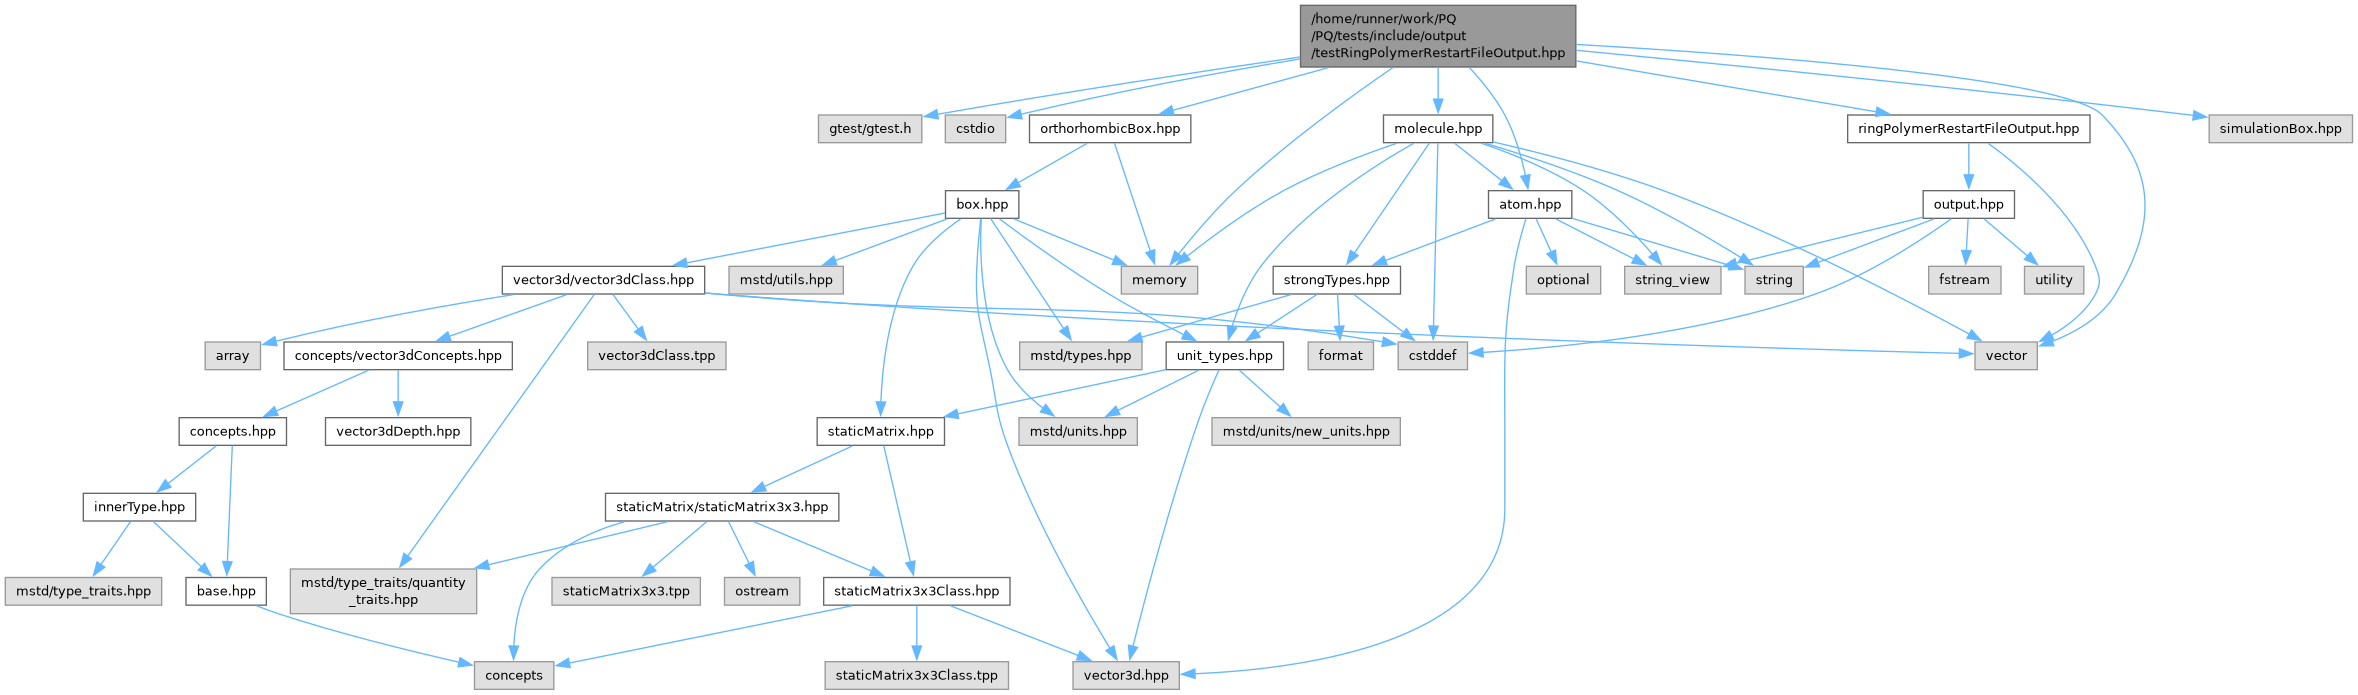 /home/runner/work/PQ
/PQ/tests/include/output
/testRingPolymerRestartFileOutput.hpp
gtest/gtest.h
cstdio
orthorhombicBox.hpp
molecule.hpp
ringPolymerRestartFileOutput.hpp
simulationBox.hpp
box.hpp
atom.hpp
output.hpp
vector3d/vector3dClass.hpp
mstd/utils.hpp
memory
strongTypes.hpp
optional
string_view
string
fstream
utility
array
concepts/vector3dConcepts.hpp
vector3dClass.tpp
mstd/types.hpp
unit_types.hpp
format
cstddef
vector
concepts.hpp
vector3dDepth.hpp
staticMatrix.hpp
mstd/units.hpp
mstd/units/new_units.hpp
innerType.hpp
staticMatrix/staticMatrix3x3.hpp
mstd/type_traits.hpp
base.hpp
mstd/type_traits/quantity
_traits.hpp
staticMatrix3x3.tpp
ostream
staticMatrix3x3Class.hpp
concepts
staticMatrix3x3Class.tpp
vector3d.hpp